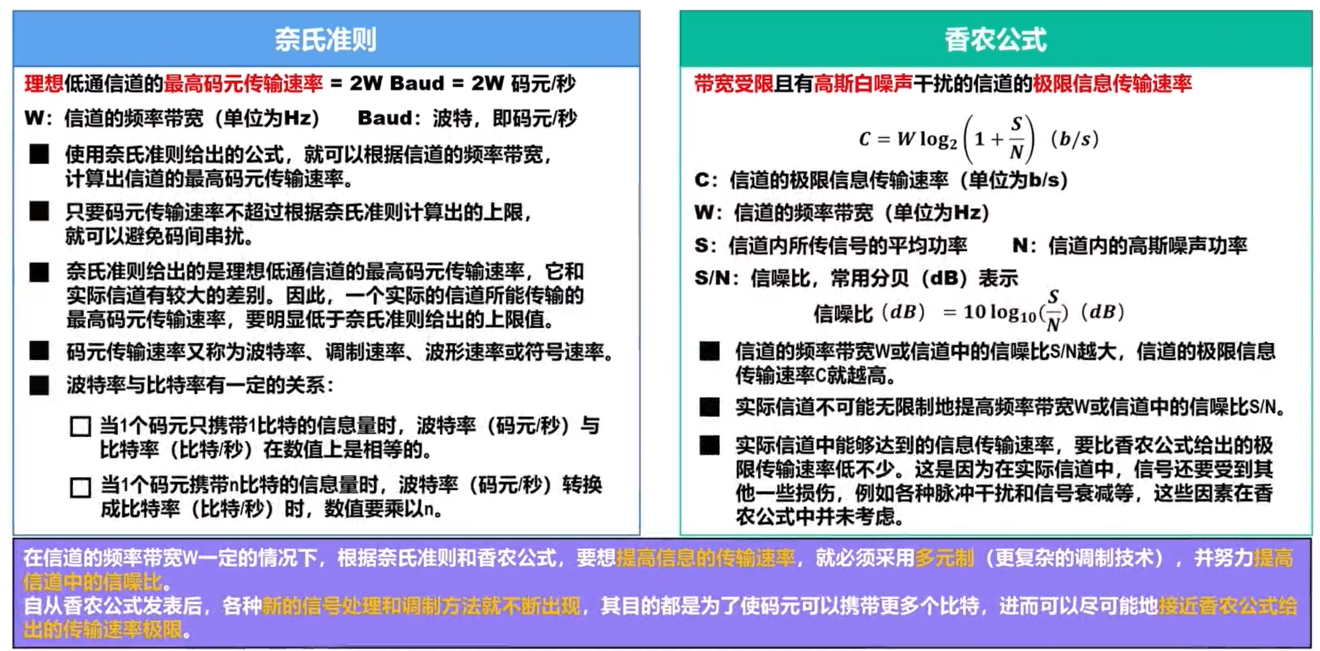 奈氏准则
理想低通信道的最高码元传输速率 = 2W Baud = 2W 码元/秒
W：信道的频率带宽（单位为Hz） Baud：波特，即码元/秒
■ 使用奈氏准则给出的公式，就可以根据信道的频率带宽，
计算出信道的最高码元传输速率。
■ 只要码元传输速率不超过根据奈氏准则计算出的上限，
就可以避免码间串扰。
■ 奈氏准则给出的是理想低通信道的最高码元传输速率，它和
实际信道有较大的差别。因此，一个实际的信道所能传输的
最高码元传输速率，要明显低于奈氏准则给出的上限值。
■ 码元传输速率又称为波特率、调制速率、波形速率或符号速率。
■ 波特率与比特率有一定的关系：
□ 当1个码元只携带1比特的信息量时，波特率（码元/秒）与
比特率（比特/秒）在数值上是相等的。
□ 当1个码元携带n比特的信息量时，波特率（码元/秒）转换
成比特率（比特/秒）时，数值要乘以n。
香农公式
带宽受限且有高斯白噪声干扰的信道的极限信息传输速率
C = W log₂(1 + S/N) (b/s)
C：信道的极限信息传输速率（单位为b/s）
W：信道的频率带宽（单位为Hz）
S：信道内所传信号的平均功率 N：信道内的高斯噪声功率
S/N：信噪比，常用分贝（dB）表示
信噪比（dB） = 10 log₁₀(S/N)（dB）
■ 信道的频率带宽W或信道中的信噪比S/N越大，信道的极限信息
传输速率C就越高。
■ 实际信道不可能无限制地提高频率带宽W或信道中的信噪比S/N。
■ 实际信道中能够达到的信息传输速率，要比香农公式给出的极
限传输速率低不少。这是因为在实际信道中，信号还要受到其
他一些损伤，例如各种脉冲干扰和信号衰减等，这些因素在香
农公式中并未考虑。
在信道的频率带宽W一定的情况下，根据奈氏准则和香农公式，要想提高信息的传输速率，就必须采用多元制（更复杂的调制技术），并努力提高
信道中的信噪比。
自从香农公式发表后，各种新的信号处理和调制方法就不断出现，其目的都是为了使码元可以携带更多个比特，进而可以尽可能地接近香农公式给
出的传输速率极限。